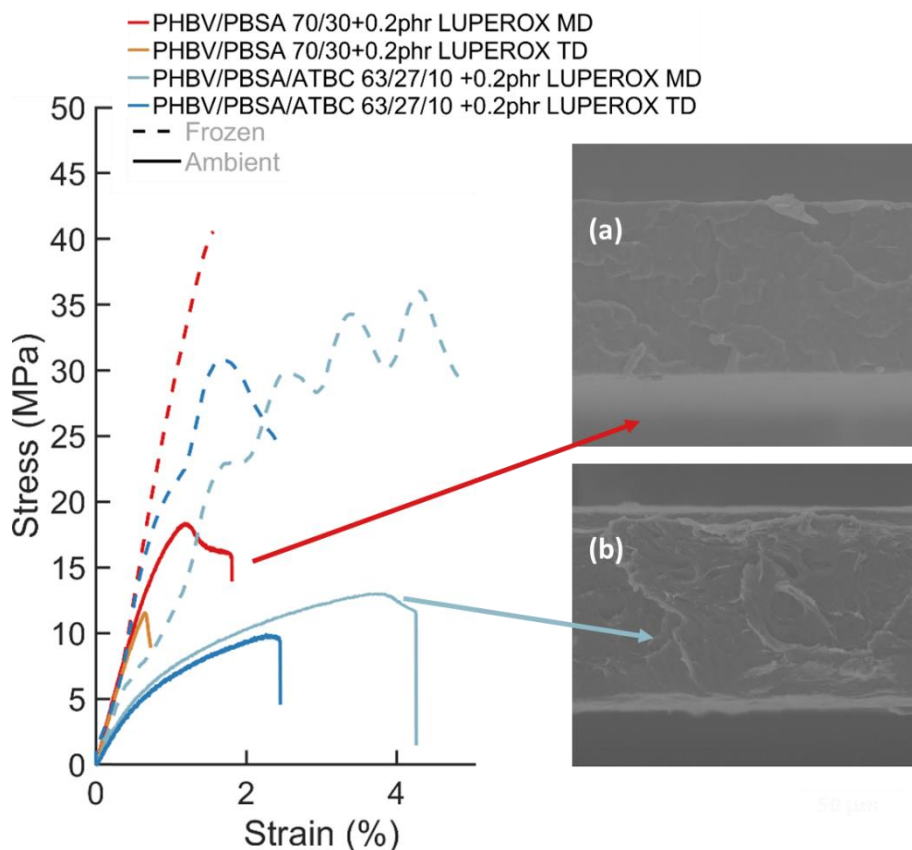 PHBV/PBSA 70/30+0.2phr LUPEROX MD
PHBV/PBSA 70/30+0.2phr LUPEROX TD
PHBV/PBSA/ATBC 63/27/10 +0.2phr LUPEROX MD
PHBV/PBSA/ATBC 63/27/10 +0.2phr LUPEROX TD
Frozen
Ambient
50
45
40
35
30
25
20
15
10
5
0
Stress (MPa)
0 2 4
Strain (%)
(a)
(b)
50 µm